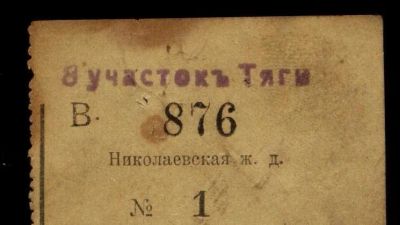 8 участокъ Тяги
В. 876
Николаевская ж. д.
№ 1